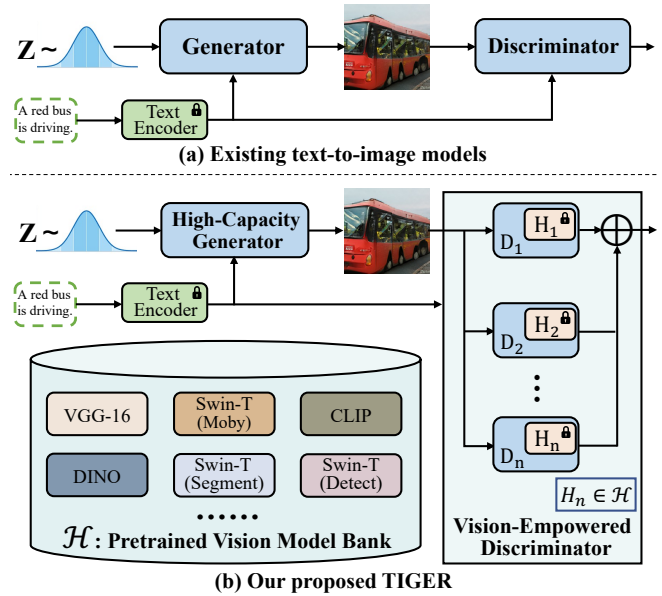 Z ~
Generator
Discriminator
A red bus
is driving.
Text
Encoder
(a) Existing text-to-image models
Z ~
High-Capacity
Generator
A red bus
is driving.
Text
Encoder
D₁
H₁
D₂
H₂
Dₙ
Hₙ
Hₙ ∈ ℋ
Vision-Empowered
Discriminator
VGG-16
Swin-T
(Moby)
CLIP
DINO
Swin-T
(Segment)
Swin-T
(Detect)
......
ℋ: Pretrained Vision Model Bank
(b) Our proposed TIGER